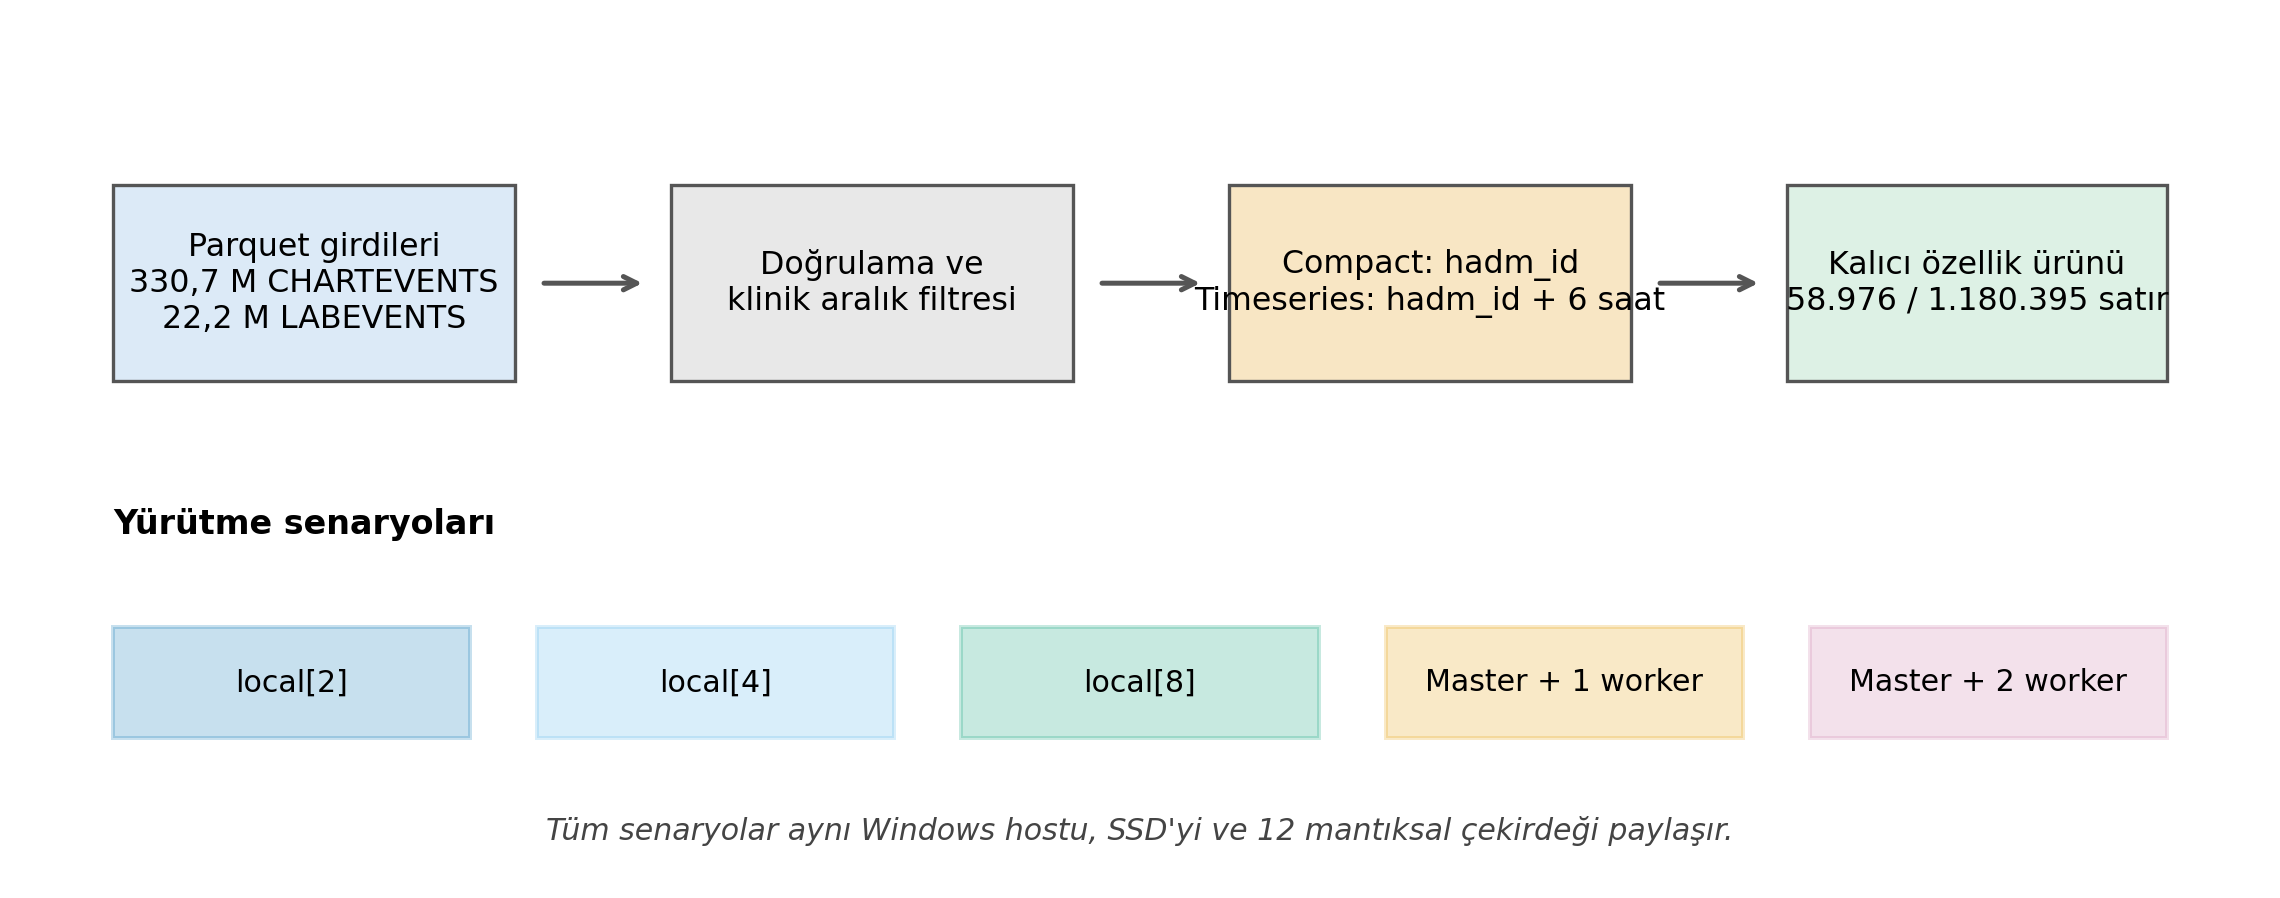 Parquet girdileri
330,7 M CHARTEVENTS
22,2 M LABEVENTS
Doğrulama ve
klinik aralık filtresi
Compact: hadm_id
Timeseries: hadm_id + 6 saat
Kalıcı özellik ürünü
58.976 / 1.180.395 satır
Yürütme senaryoları
local[2]
local[4]
local[8]
Master + 1 worker
Master + 2 worker
Tüm senaryolar aynı Windows hostu, SSD'yi ve 12 mantıksal çekirdeği paylaşır.